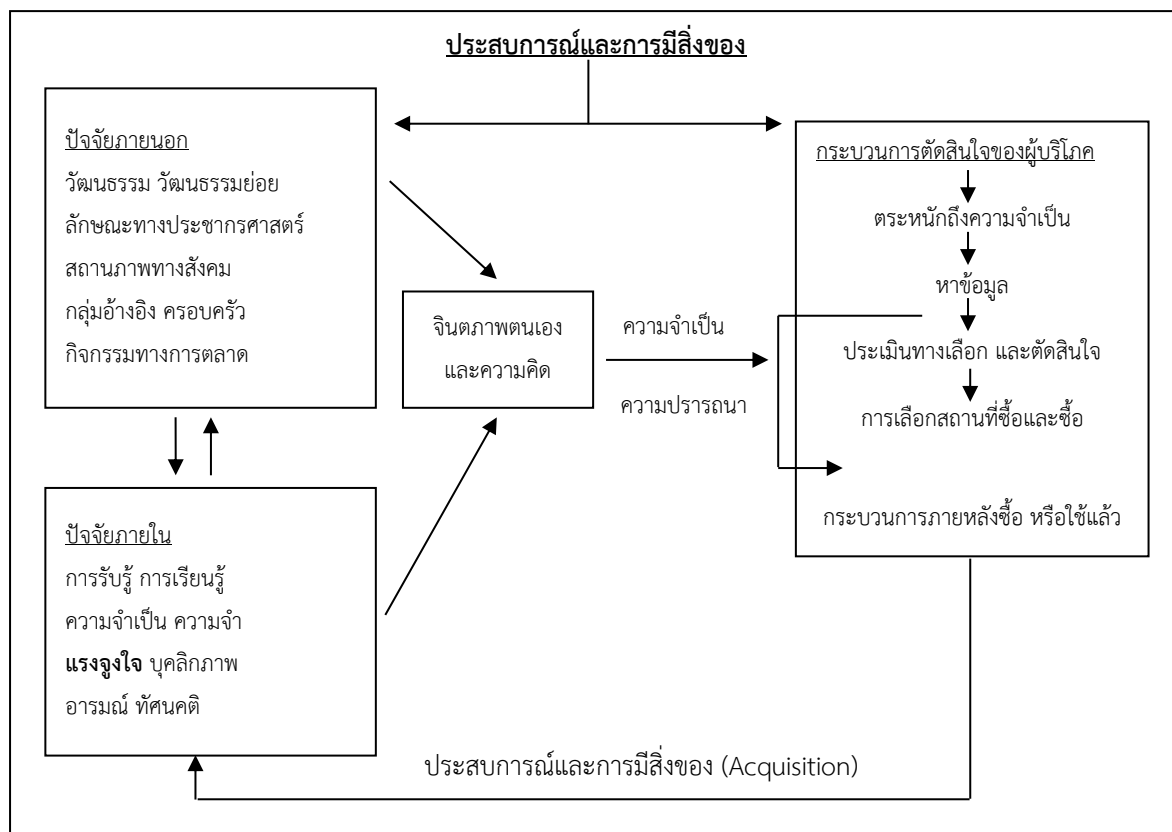 ประสบการณ์และการมีสิ่งของ
ปัจจัยภายนอก
วัฒนธรรม วัฒนธรรมย่อย
ลักษณะทางประชากรศาสตร์
สถานภาพทางสังคม
กลุ่มอ้างอิง ครอบครัว
กิจกรรมทางการตลาด
ปัจจัยภายใน
การรับรู้ การเรียนรู้
ความจำเป็น ความจำ
แรงจูงใจ บุคลิกภาพ
อารมณ์ ทัศนคติ
จินตภาพตนเอง
และความคิด
ความจำเป็น
ความปรารถนา
กระบวนการตัดสินใจของผู้บริโภค
ตระหนักถึงความจำเป็น
หาข้อมูล
ประเมินทางเลือก และตัดสินใจ
การเลือกสถานที่ซื้อและซื้อ
กระบวนการภายหลังซื้อ หรือใช้แล้ว
ประสบการณ์และการมีสิ่งของ (Acquisition)